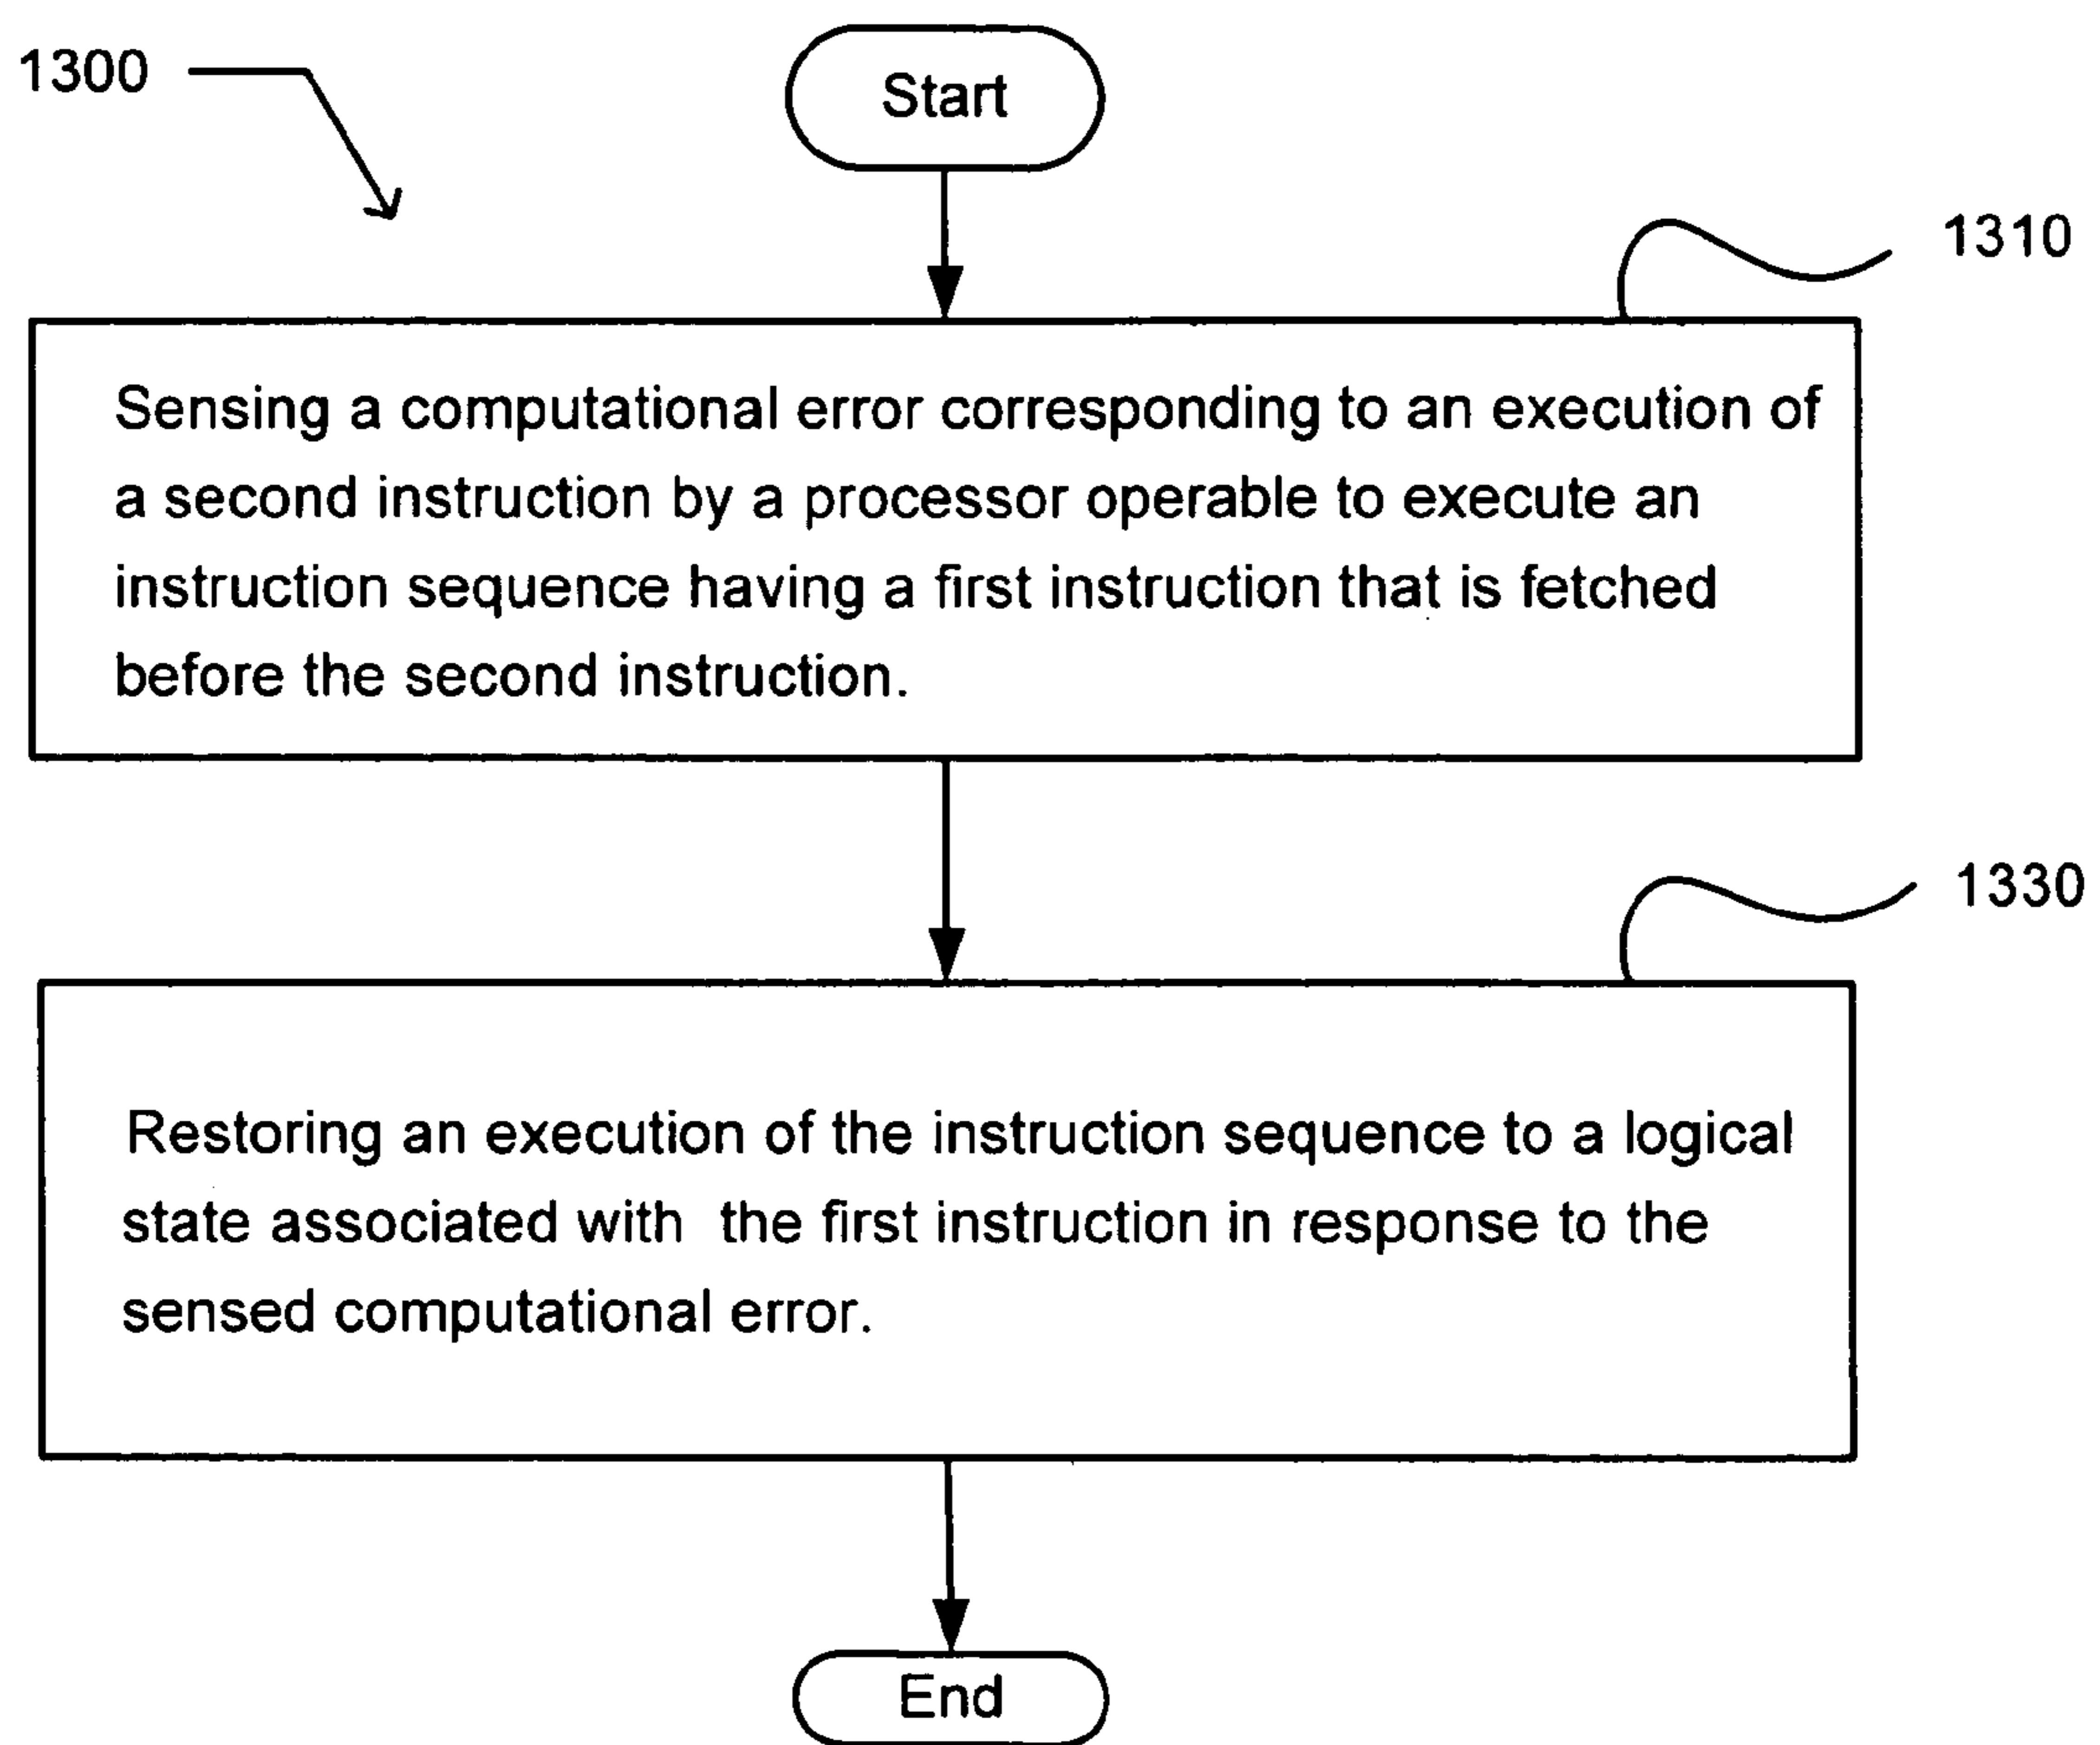 1300
Start
1310
Sensing a computational error corresponding to an execution of
a second instruction by a processor operable to execute an
instruction sequence having a first instruction that is fetched
before the second instruction.
1330
Restoring an execution of the instruction sequence to a logical
state associated with the first instruction in response to the
sensed computational error.
End